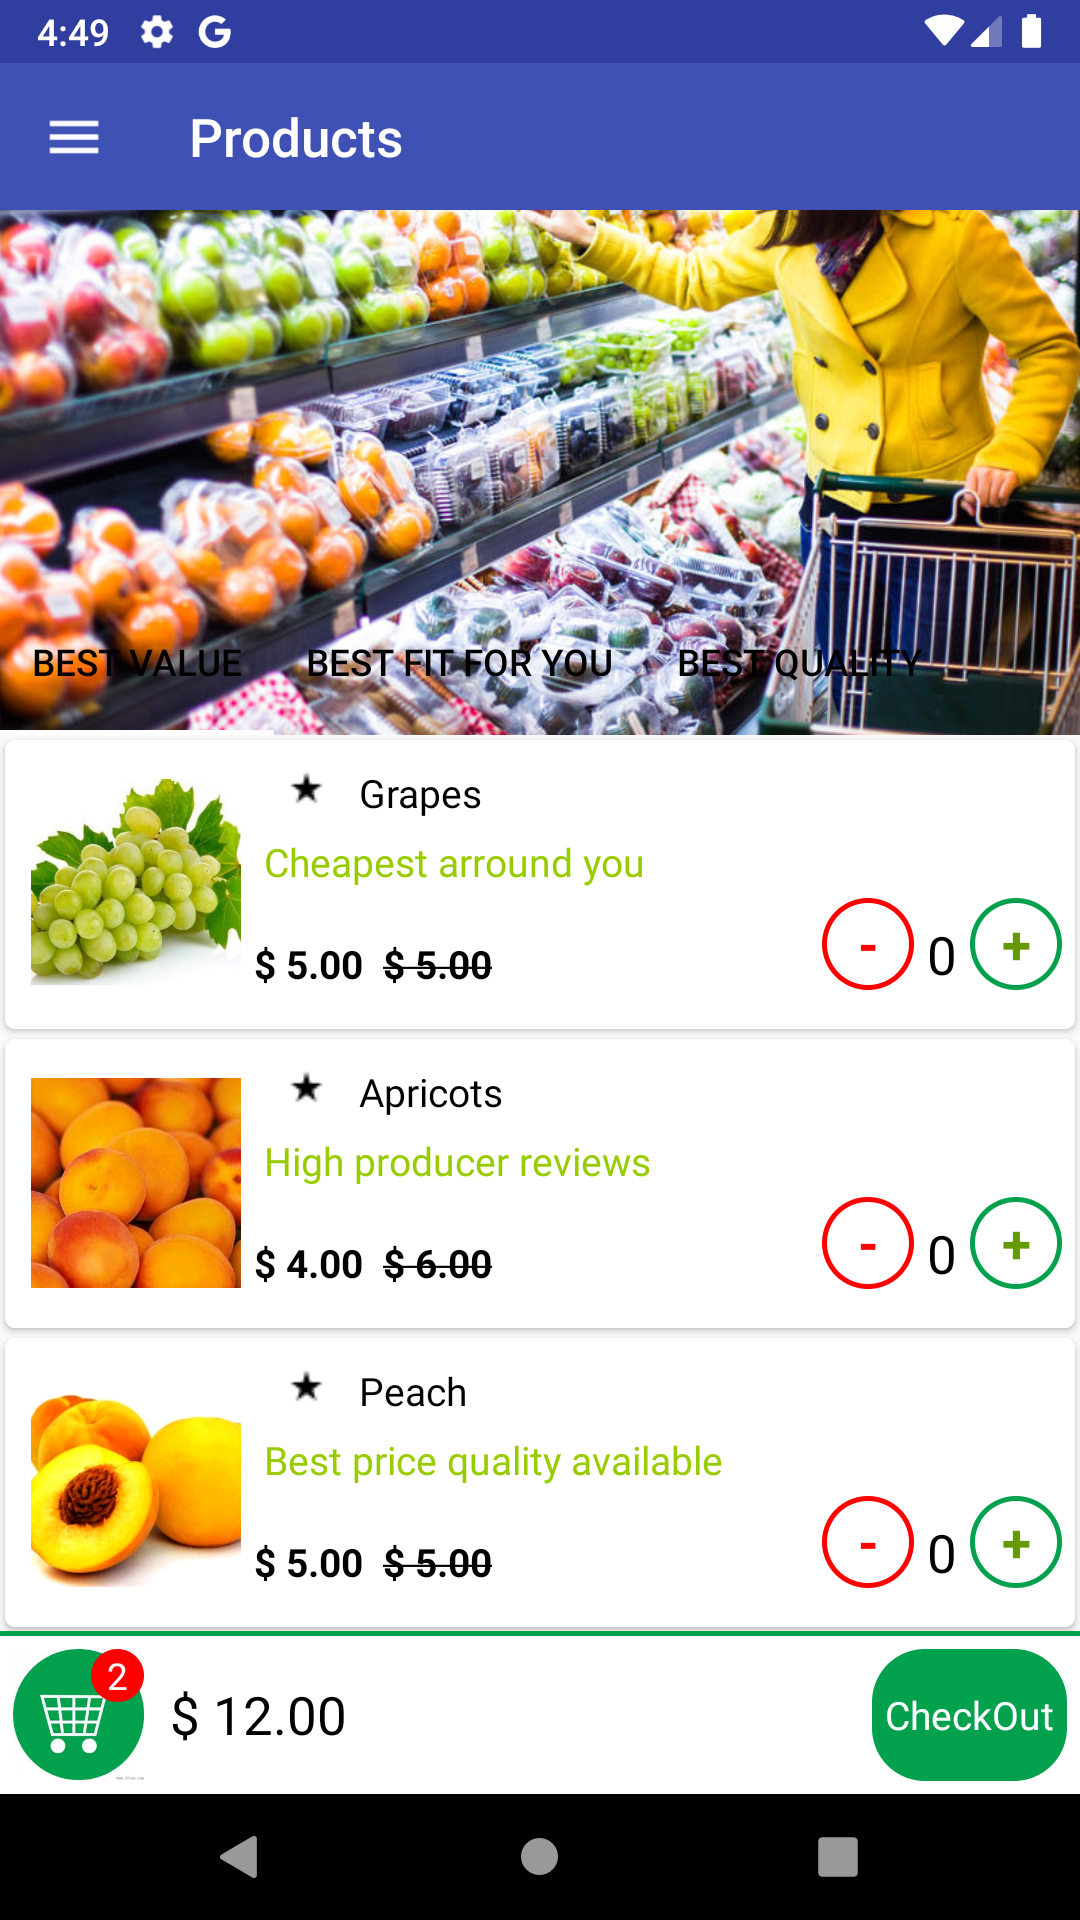 4:49
Products
BEST VALUE BEST FIT FOR YOU BEST QUALITY
Grapes
Cheapest arround you
$ 5.00 $ 5.00
- 0 +
Apricots
High producer reviews
$ 4.00 $ 6.00
- 0 +
Peach
Best price quality available
$ 5.00 $ 5.00
- 0 +
2
$ 12.00
CheckOut